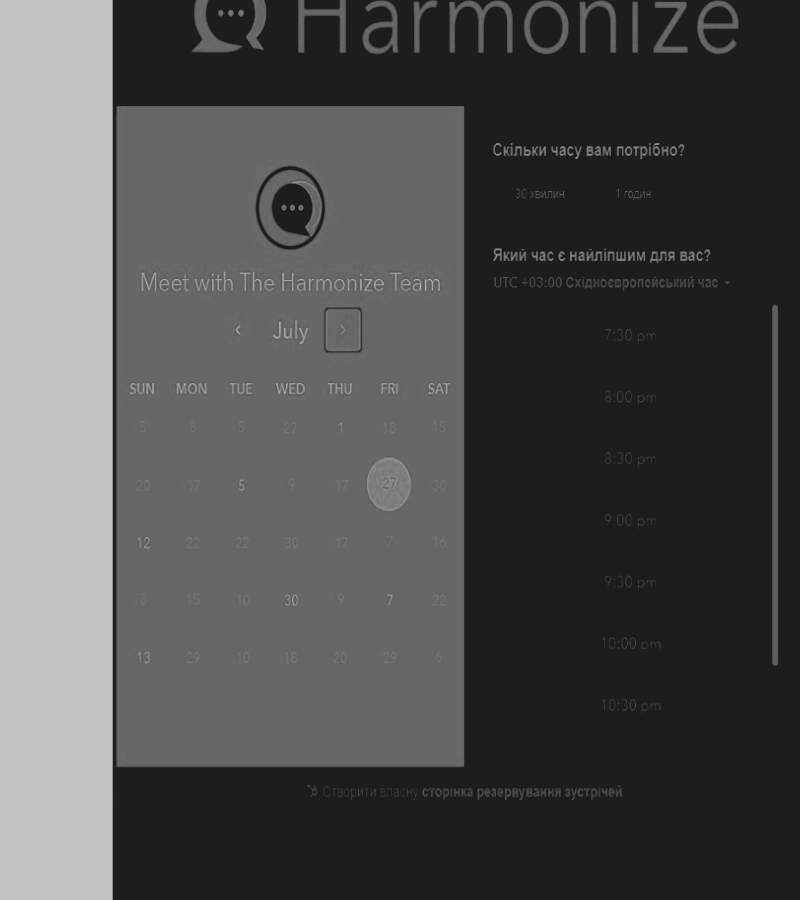 Harmonize
Meet with The Harmonize Team
July
SUN MON TUE WED THU FRI SAT
5 8 5 27 1 18 15
20 17 5 9 17 27 30
12 22 22 30 17 7 16
8 15 10 30 9 7 22
13 29 10 18 20 29 6
Скільки часу вам потрібно?
30 хвилин 1 годин
Який час є найліпшим для вас?
UTC +03:00 Східноєвропейський час
7:30 pm
8:00 pm
8:30 pm
9:00 pm
9:30 pm
10:00 pm
10:30 pm
Створити власну сторінка резервування зустрічей